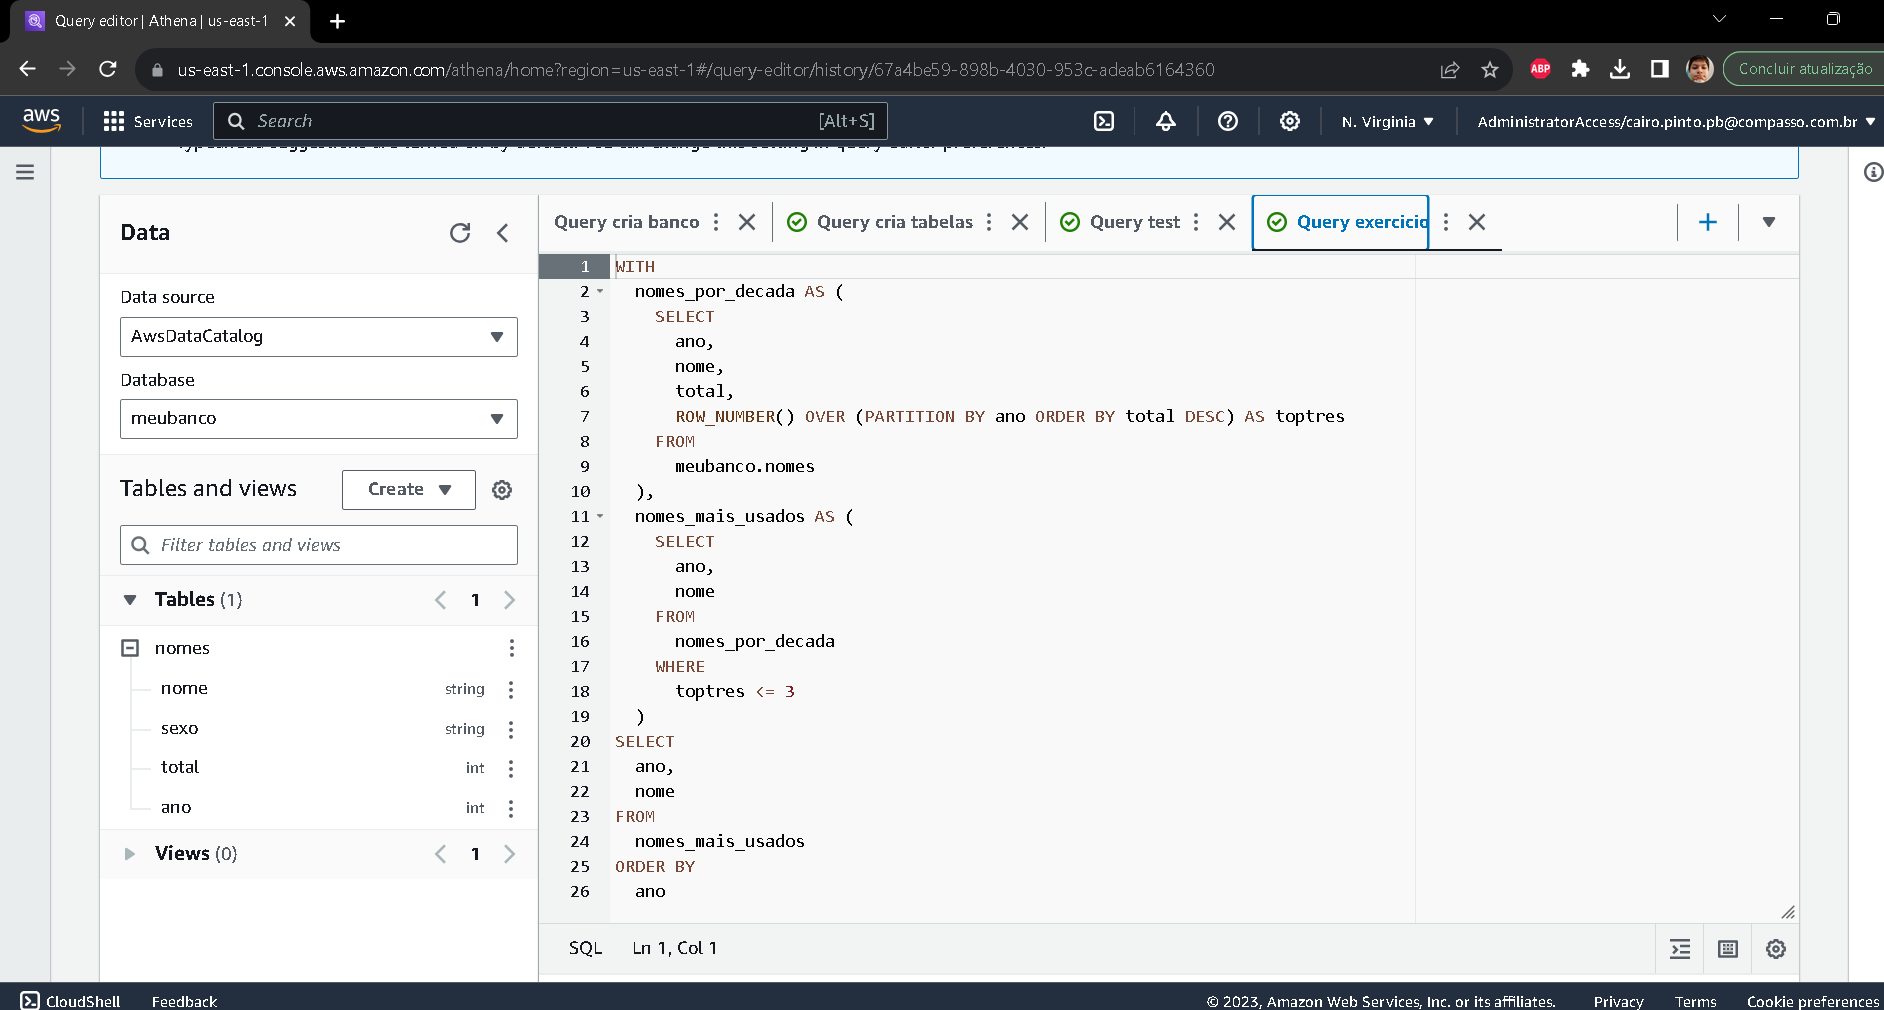 Query editor | Athena | us-east-1
us-east-1.console.aws.amazon.com/athena/home?region=us-east-1#/query-editor/history/67a4be59-898b-4030-953c-adeab6164360
ABP
Concluir atualização
aws
Services
Search
[Alt+S]
N. Virginia
AdministratorAccess/cairo.pinto.pb@compasso.com.br
Data
Data source
AwsDataCatalog
Database
meubanco
Tables and views
Create
Filter tables and views
Tables (1)
1
nomes
nome string
sexo string
total int
ano int
Views (0)
1
Query cria banco
Query cria tabelas
Query test
Query exercicio
1 WITH
2 nomes_por_decada AS (
3 SELECT
4 ano,
5 nome,
6 total,
7 ROW_NUMBER() OVER (PARTITION BY ano ORDER BY total DESC) AS toptres
8 FROM
9 meubanco.nomes
10 ),
11 nomes_mais_usados AS (
12 SELECT
13 ano,
14 nome
15 FROM
16 nomes_por_decada
17 WHERE
18 toptres <= 3
19 )
20 SELECT
21 ano,
22 nome
23 FROM
24 nomes_mais_usados
25 ORDER BY
26 ano
SQL Ln 1, Col 1
CloudShell
Feedback
© 2023, Amazon Web Services, Inc. or its affiliates.
Privacy
Terms
Cookie preferences